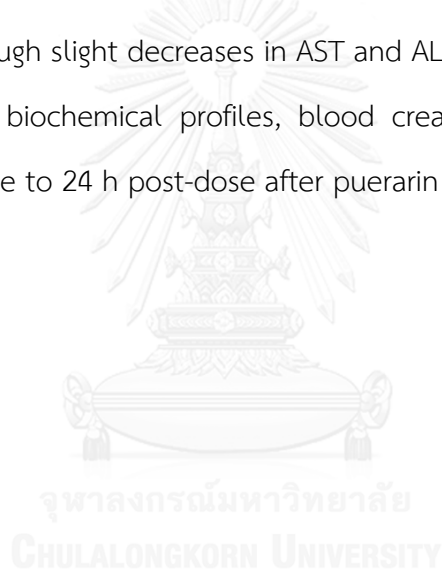 ugh slight decreases in AST and AL
biochemical profiles, blood crea
e to 24 h post-dose after puerarin
จุฬาลงกรณ์มหาวิทยาลัย
CHULALONGKORN UNIVERSITY